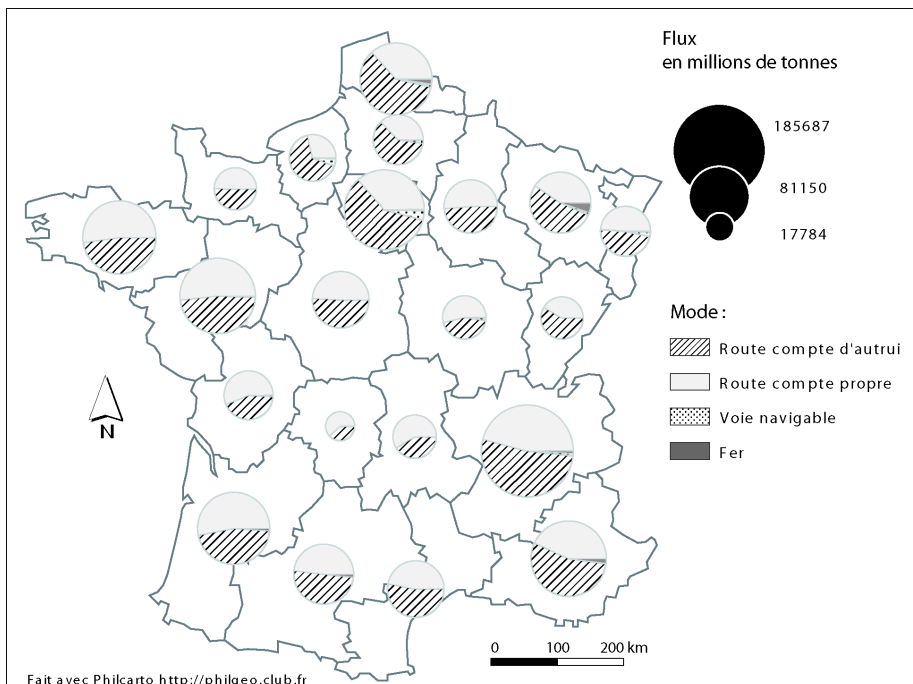 Flux
en millions de tonnes
185687
81150
17784
Mode :
Route compte d'autrui
Route compte propre
Voie navigable
Fer
N
0 100 200 km
Fait avec Philcarto http://philgeo.club.fr